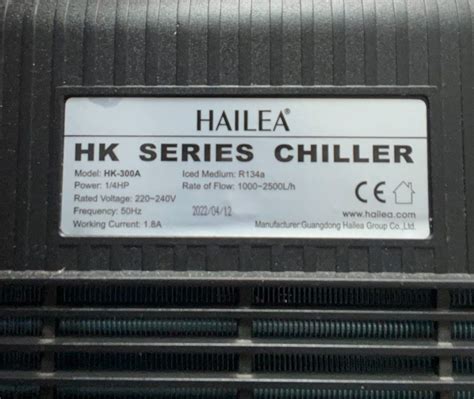 HAILEA®
HK SERIES CHILLER
Model: HK-300A
Iced Medium: R134a
Power: 1/4HP
Rate of Flow: 1000~2500L/h
Rated Voltage: 220~240V
Frequency: 50Hz
2022/04/12
Working Current: 1.8A
CE
www.hailea.com
Manufacturer:Guangdong Hailea Group Co.,Ltd.